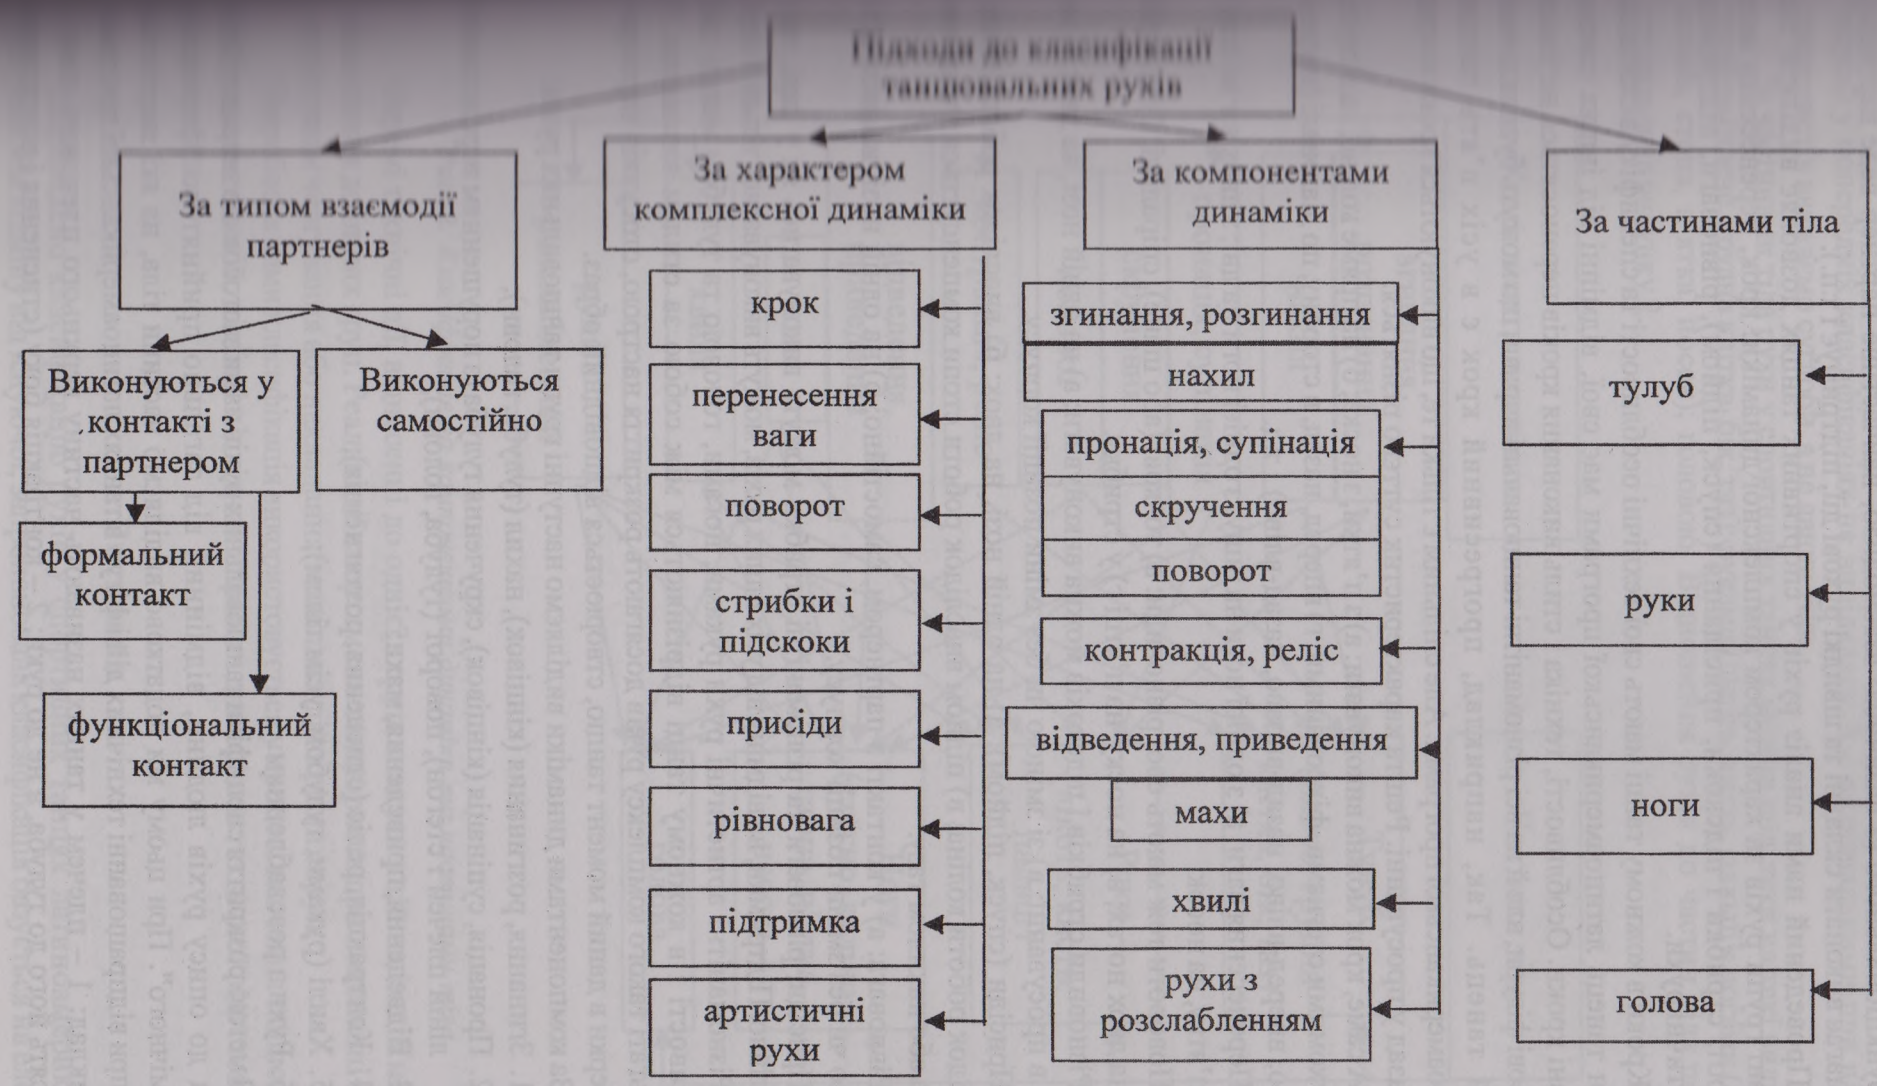 Підходи до класифікації
танцювальних рухів
За типом взаємодії
партнерів
За характером
комплексної динаміки
За компонентами
динаміки
За частинами тіла
Виконуються у
контакті з
партнером
Виконуються
самостійно
формальний
контакт
функціональний
контакт
крок
перенесення
ваги
поворот
стрибки і
підскоки
присіди
рівновага
підтримка
артистичні
рухи
згинання, розгинання
нахил
пронація, супінація
скручення
поворот
контракція, реліс
відведення, приведення
махи
хвилі
рухи з
розслабленням
тулуб
руки
ноги
голова